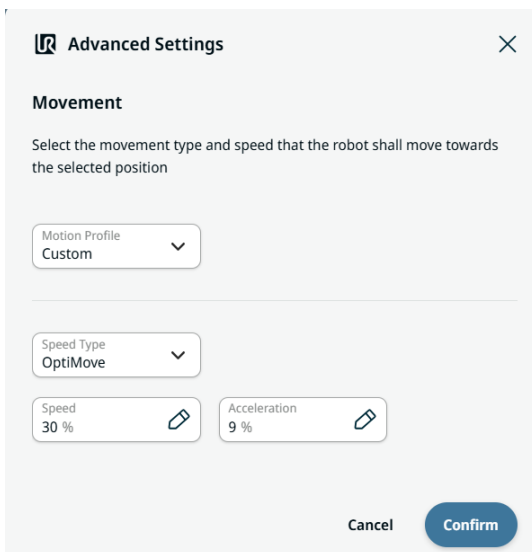 UR Advanced Settings
Movement
Select the movement type and speed that the robot shall move towards
the selected position
Motion Profile
Custom
Speed Type
OptiMove
Speed
30 %
Acceleration
9 %
Cancel
Confirm